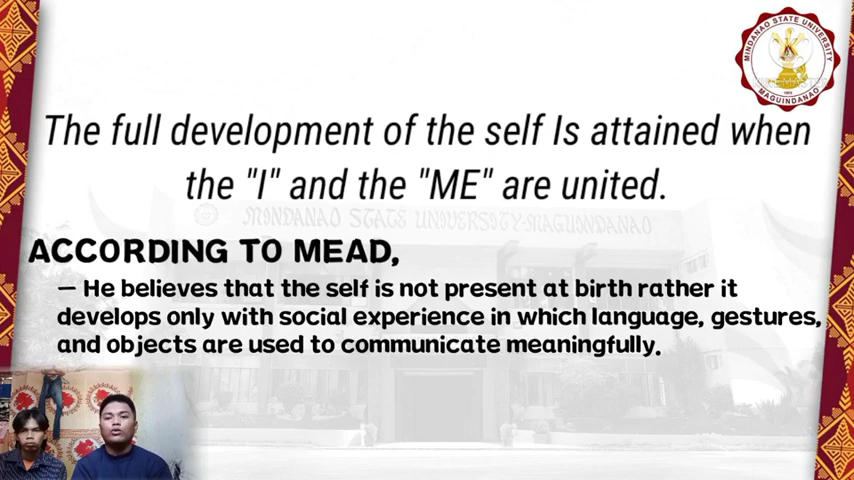 MINDANAO STATE UNIVERSITY
MAGUINDANAO
The full development of the self Is attained when
the "I" and the "ME" are united.
MINDANAO STATE UNIVERSITY-MAGUINDANAO
ACCORDING TO MEAD,
– He believes that the self is not present at birth rather it
develops only with social experience in which language, gestures,
and objects are used to communicate meaningfully.